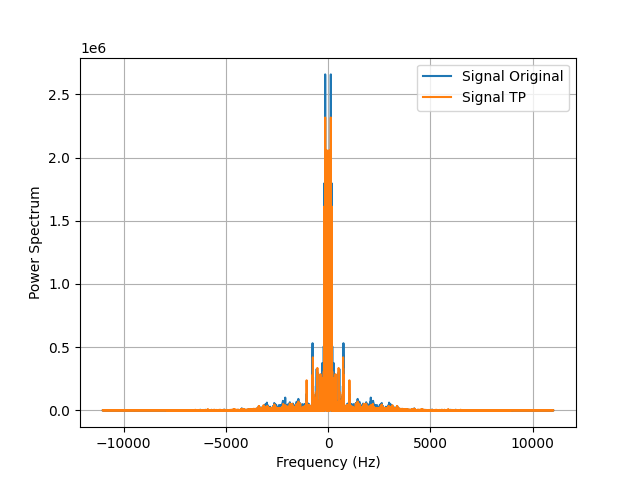 1e6
Signal Original
Signal TP
2.5
2.0
1.5
1.0
0.5
0.0
Power Spectrum
−10000 −5000 0 5000 10000
Frequency (Hz)